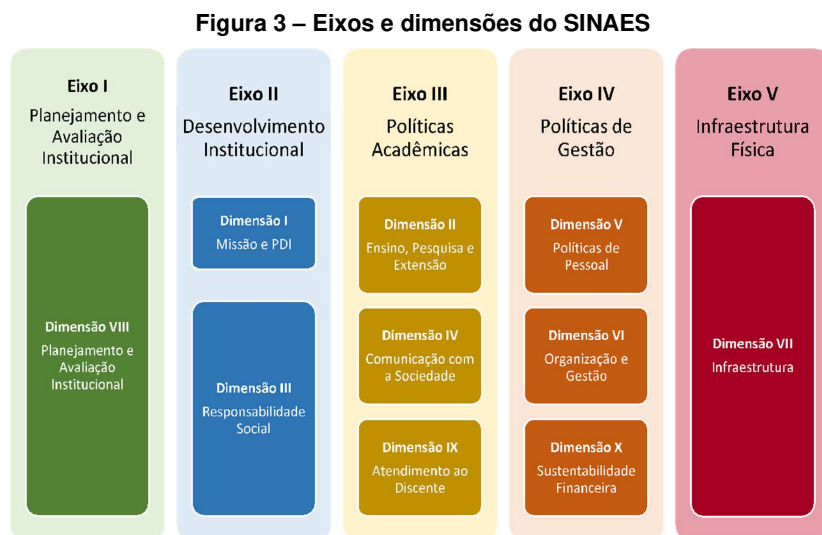 Figura 3 – Eixos e dimensões do SINAES
Eixo I
Planejamento e
Avaliação
Institucional
Dimensão VIII
Planejamento e
Avaliação
Institucional
Eixo II
Desenvolvimento
Institucional
Dimensão I
Missão e PDI
Dimensão III
Responsabilidade
Social
Eixo III
Políticas
Acadêmicas
Dimensão II
Ensino, Pesquisa e
Extensão
Dimensão IV
Comunicação com
a Sociedade
Dimensão IX
Atendimento ao
Discente
Eixo IV
Políticas de
Gestão
Dimensão V
Políticas de
Pessoal
Dimensão VI
Organização e
Gestão
Dimensão X
Sustentabilidade
Financeira
Eixo V
Infraestrutura
Física
Dimensão VII
Infraestrutura